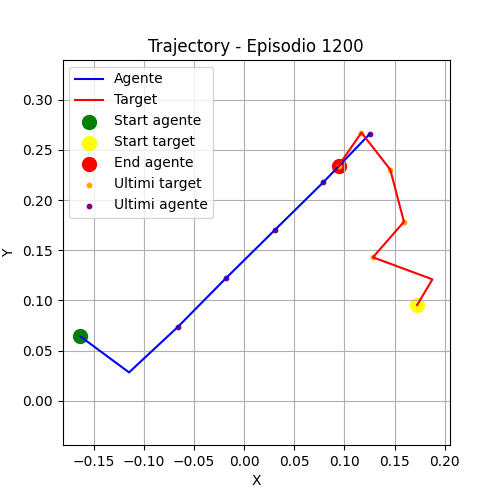 Trajectory - Episodio 1200
Agente
Target
Start agente
Start target
End agente
Ultimi target
Ultimi agente
Y
0.30
0.25
0.20
0.15
0.10
0.05
0.00
−0.15 −0.10 −0.05 0.00 0.05 0.10 0.15 0.20
X